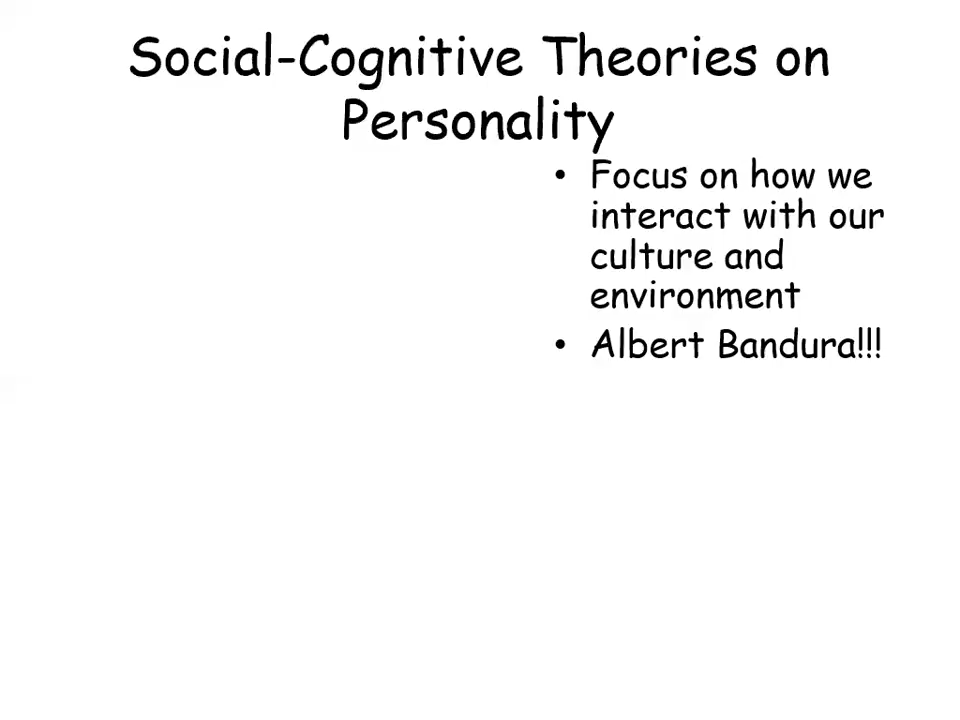 Social-Cognitive Theories on
Personality
• Focus on how we
interact with our
culture and
environment
• Albert Bandura!!!